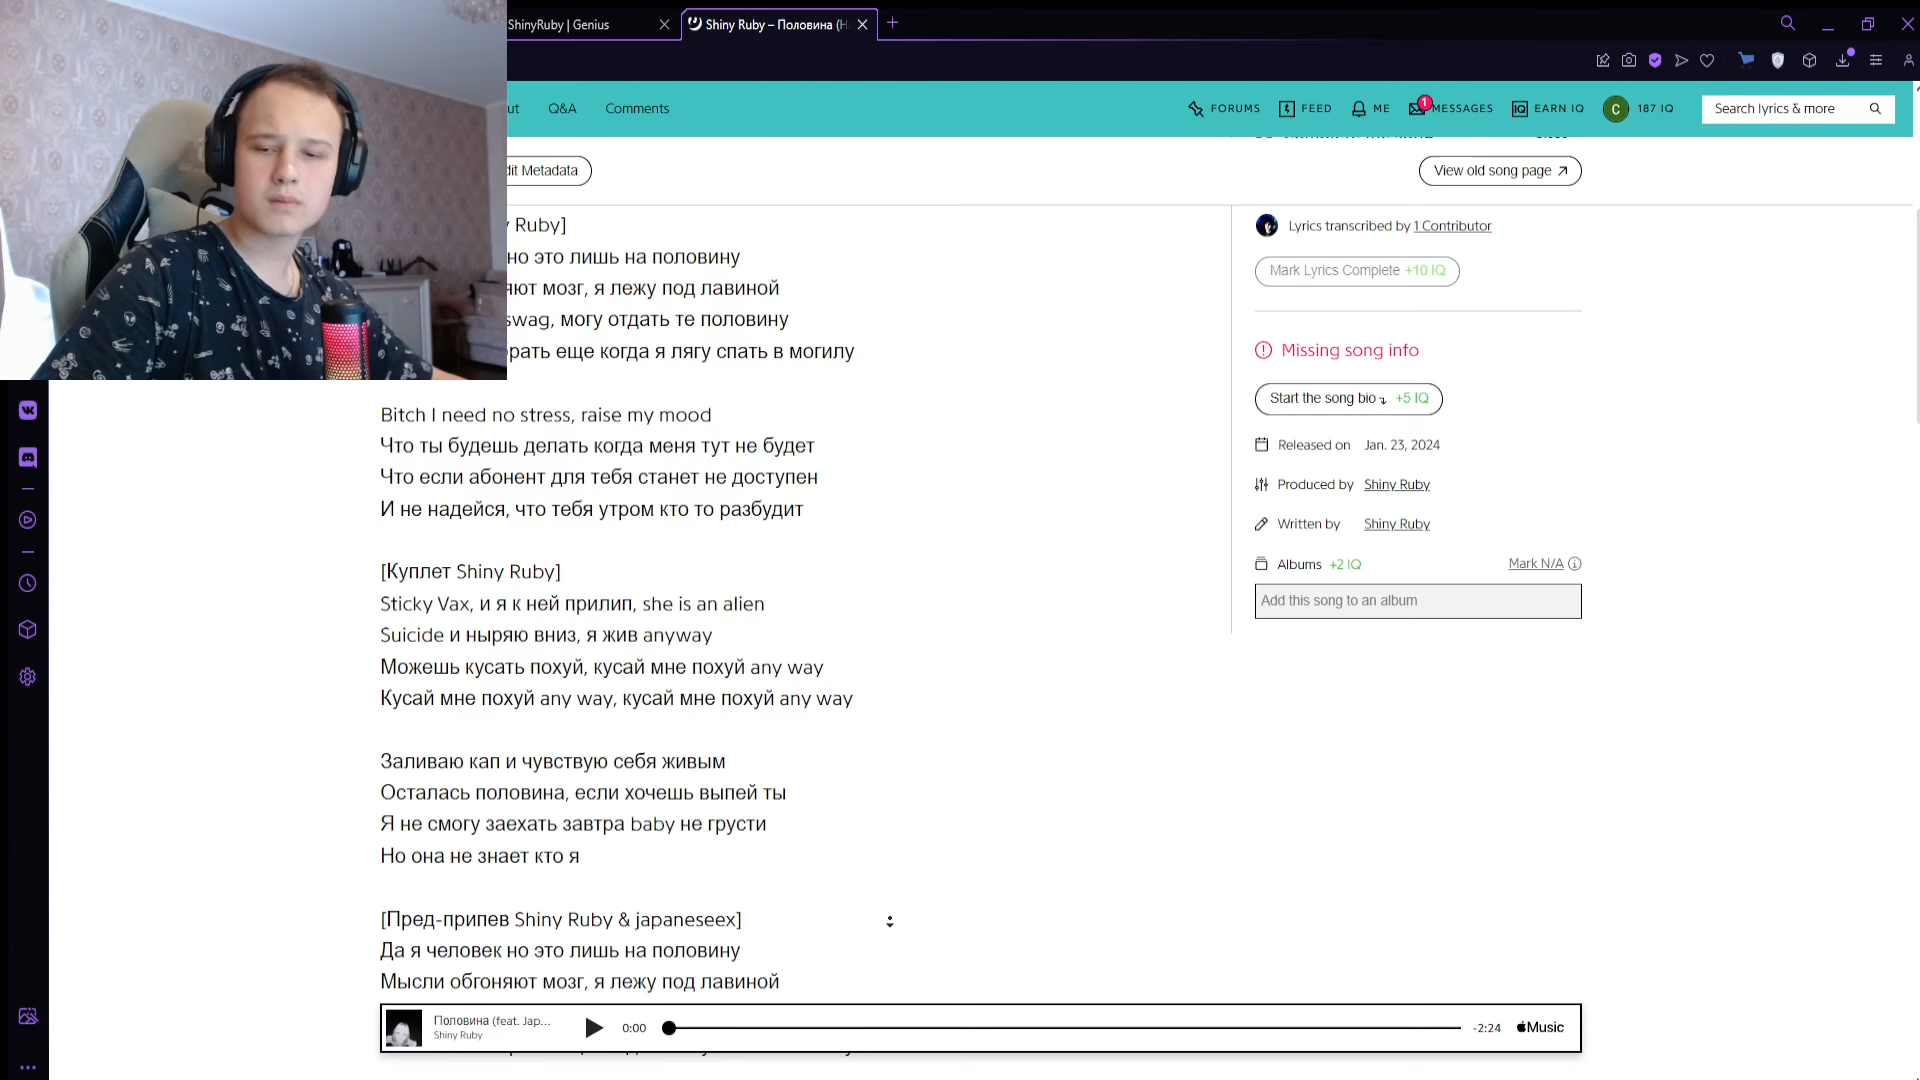 ShinyRuby | Genius
Shiny Ruby – Половина (H
ut
Q&A
Comments
FORUMS
FEED
ME
1
MESSAGES
EARN IQ
C
187 IQ
Search lyrics & more
dit Metadata
View old song page
Ruby]
но это лишь на половину
яют мозг, я лежу под лавиной
swag, могу отдать те половину
рать еще когда я лягу спать в могилу
Bitch I need no stress, raise my mood
Что ты будешь делать когда меня тут не будет
Что если абонент для тебя станет не доступен
И не надейся, что тебя утром кто то разбудит
[Куплет Shiny Ruby]
Sticky Vax, и я к ней прилип, she is an alien
Suicide и ныряю вниз, я жив anyway
Можешь кусать похуй, кусай мне похуй any way
Кусай мне похуй any way, кусай мне похуй any way
Заливаю кап и чувствую себя живым
Осталась половина, если хочешь выпей ты
Я не смогу заехать завтра baby не грусти
Но она не знает кто я
[Пред-припев Shiny Ruby & japaneseex]
Да я человек но это лишь на половину
Мысли обгоняют мозг, я лежу под лавиной
Lyrics transcribed by 1 Contributor
Mark Lyrics Complete +10 IQ
Missing song info
Start the song bio +5 IQ
Released on Jan. 23, 2024
Produced by Shiny Ruby
Written by Shiny Ruby
Albums +2 IQ Mark N/A
Add this song to an album
Половина (feat. Jap...
Shiny Ruby
0:00
-2:24
Music